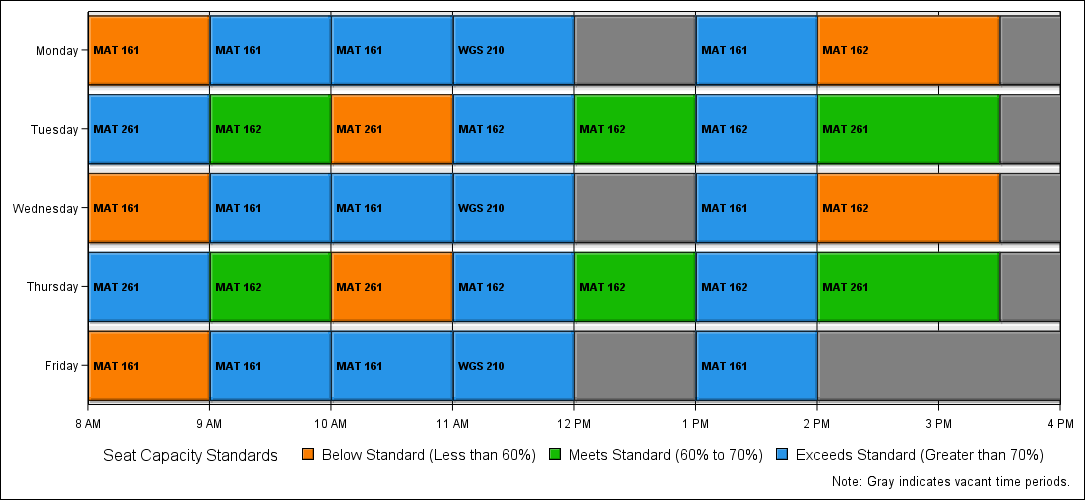 Monday MAT 161 MAT 161 MAT 161 WGS 210 MAT 161 MAT 162
Tuesday MAT 261 MAT 162 MAT 261 MAT 162 MAT 162 MAT 162 MAT 261
Wednesday MAT 161 MAT 161 MAT 161 WGS 210 MAT 161 MAT 162
Thursday MAT 261 MAT 162 MAT 261 MAT 162 MAT 162 MAT 162 MAT 261
Friday MAT 161 MAT 161 MAT 161 WGS 210 MAT 161
8 AM 9 AM 10 AM 11 AM 12 PM 1 PM 2 PM 3 PM 4 PM
Seat Capacity Standards Below Standard (Less than 60%) Meets Standard (60% to 70%) Exceeds Standard (Greater than 70%)
Note: Gray indicates vacant time periods.